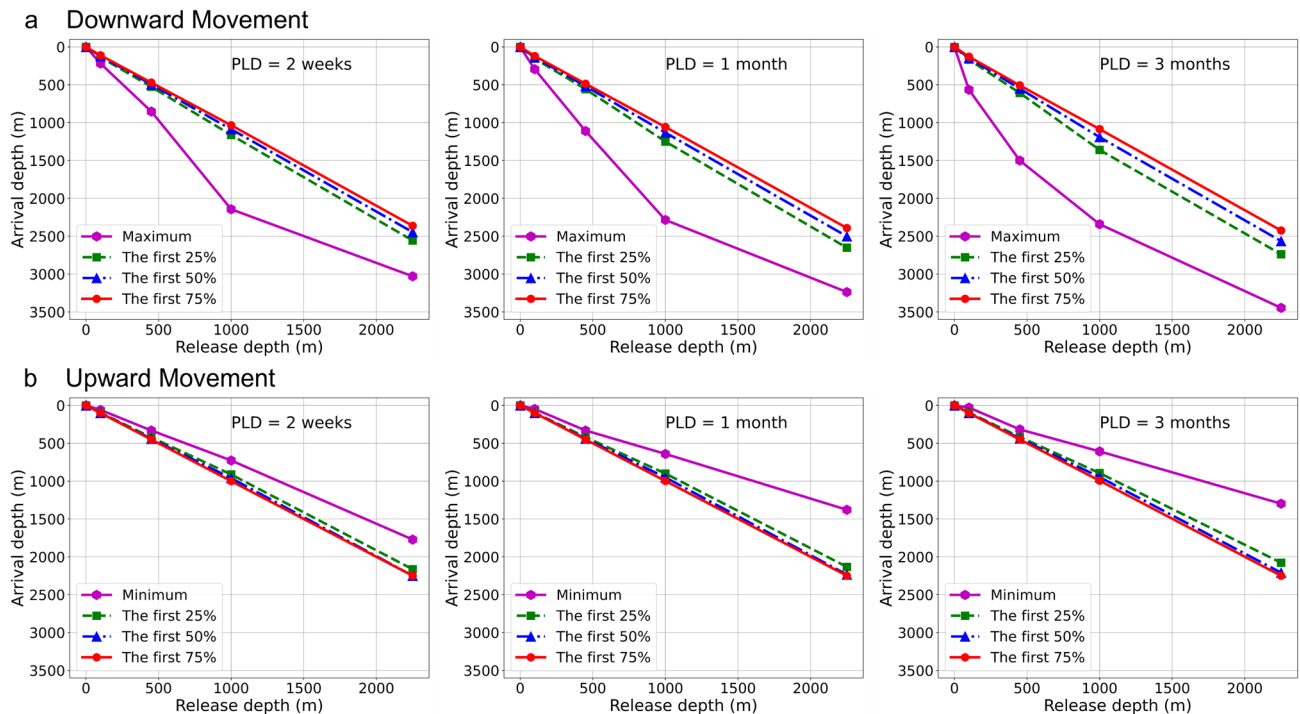 a Downward Movement
Arrival depth (m)
0
500
1000
1500
2000
2500
3000
3500
PLD = 2 weeks
Maximum
The first 25%
The first 50%
The first 75%
0 500 1000 1500 2000
Release depth (m)
Arrival depth (m)
0
500
1000
1500
2000
2500
3000
3500
PLD = 1 month
Maximum
The first 25%
The first 50%
The first 75%
0 500 1000 1500 2000
Release depth (m)
Arrival depth (m)
0
500
1000
1500
2000
2500
3000
3500
PLD = 3 months
Maximum
The first 25%
The first 50%
The first 75%
0 500 1000 1500 2000
Release depth (m)
b Upward Movement
Arrival depth (m)
0
500
1000
1500
2000
2500
3000
3500
PLD = 2 weeks
Minimum
The first 25%
The first 50%
The first 75%
0 500 1000 1500 2000
Release depth (m)
Arrival depth (m)
0
500
1000
1500
2000
2500
3000
3500
PLD = 1 month
Minimum
The first 25%
The first 50%
The first 75%
0 500 1000 1500 2000
Release depth (m)
Arrival depth (m)
0
500
1000
1500
2000
2500
3000
3500
PLD = 3 months
Minimum
The first 25%
The first 50%
The first 75%
0 500 1000 1500 2000
Release depth (m)